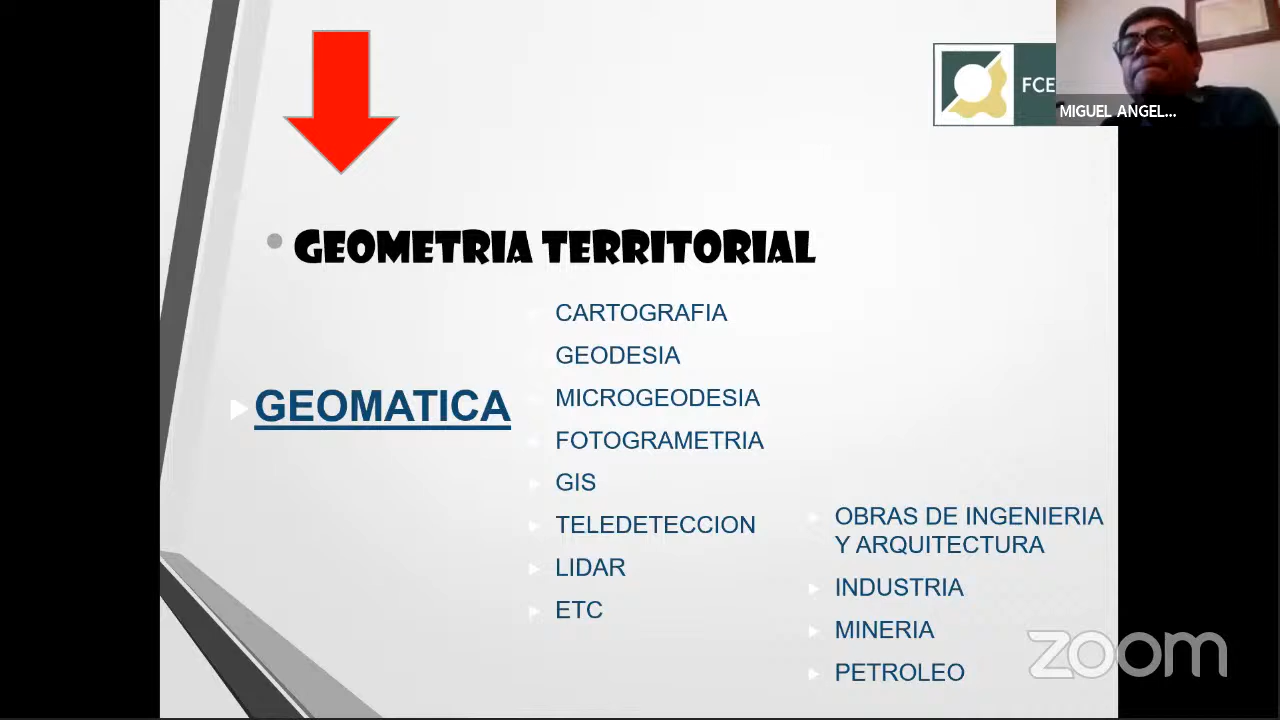 FCE
MIGUEL ANGEL...
GEOMETRIA TERRITORIAL
GEOMATICA
CARTOGRAFIA
GEODESIA
MICROGEODESIA
FOTOGRAMETRIA
GIS
TELEDETECCION
LIDAR
ETC
OBRAS DE INGENIERIA
Y ARQUITECTURA
INDUSTRIA
MINERIA
PETROLEO
zoom